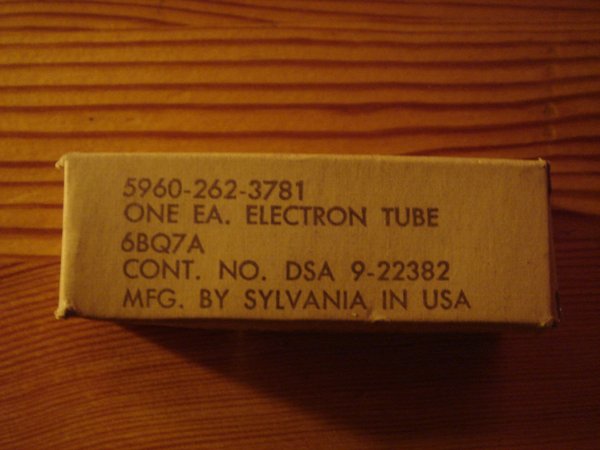 5960-262-3781
ONE EA. ELECTRON TUBE
6BQ7A
CONT. NO. DSA 9-22382
MFG. BY SYLVANIA IN USA